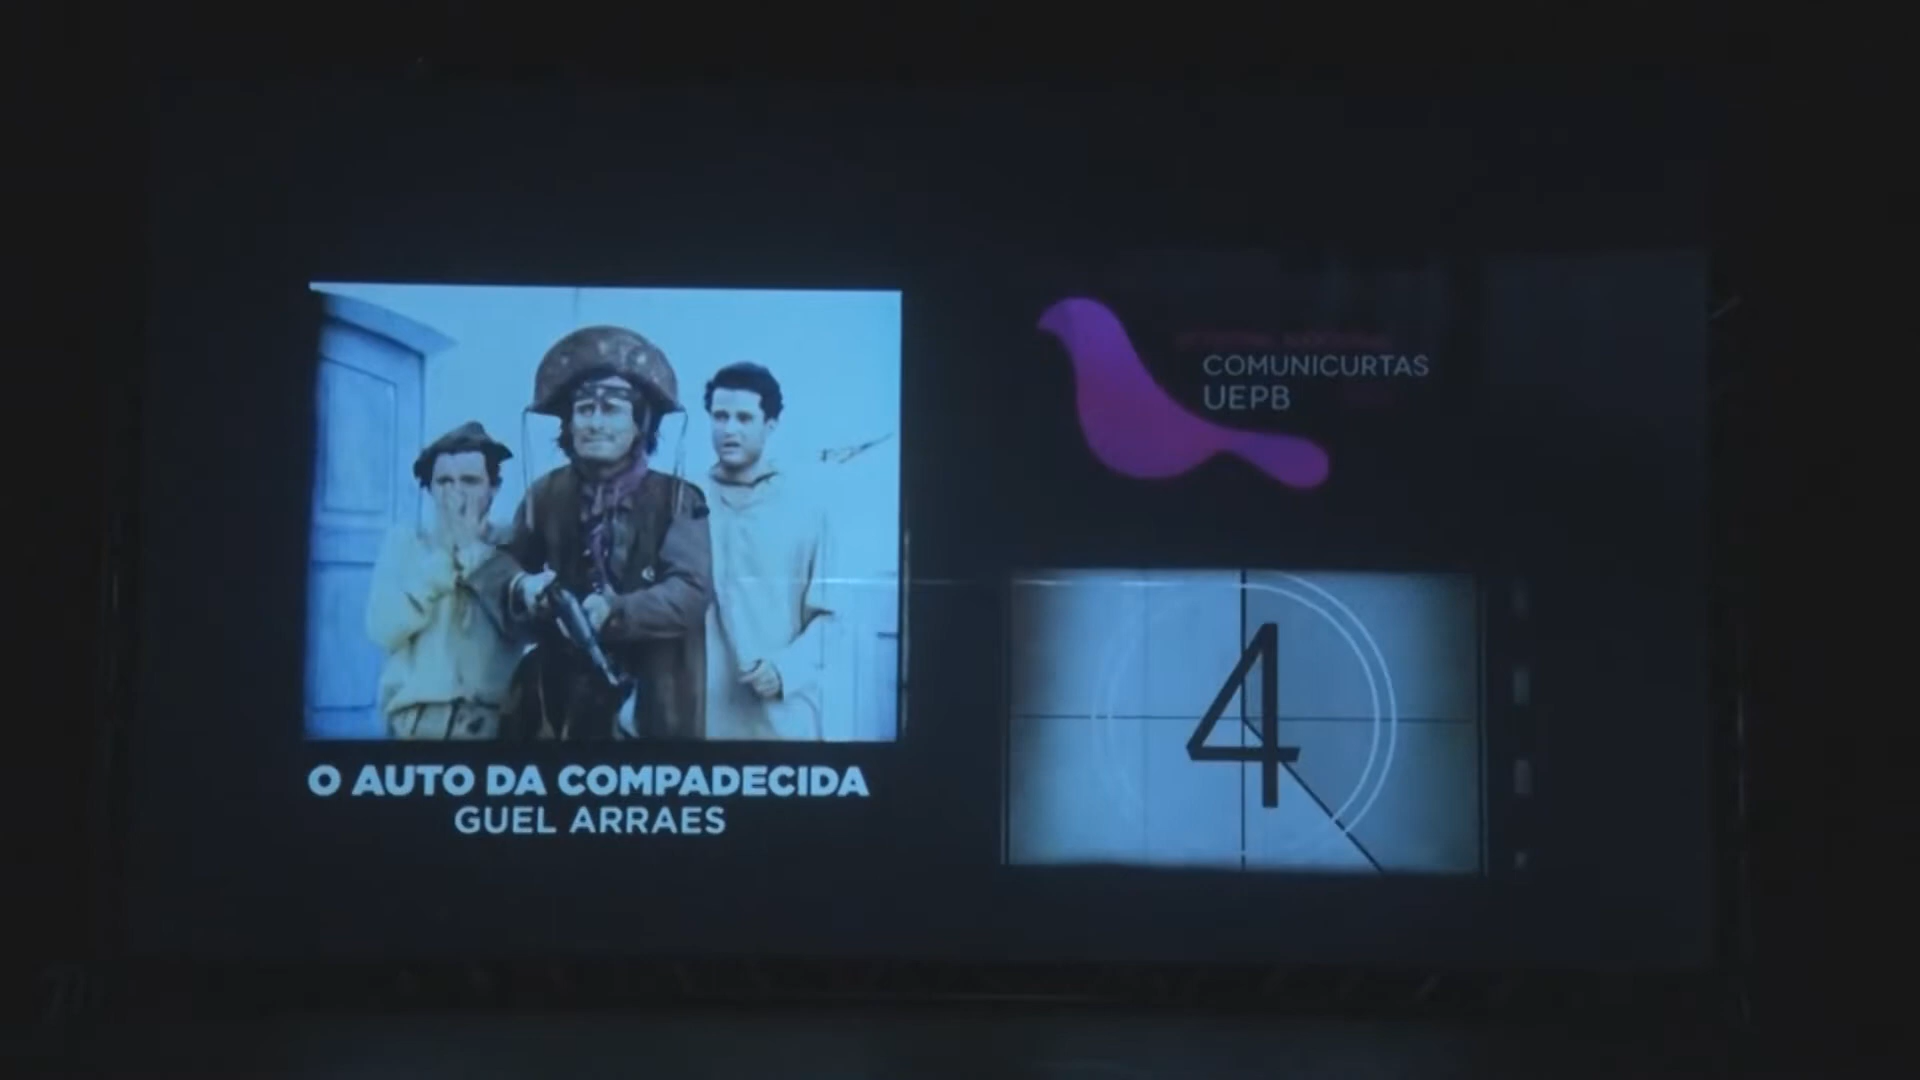 O AUTO DA COMPADECIDA
GUEL ARRAES
COMUNICURTAS
UEPB
4